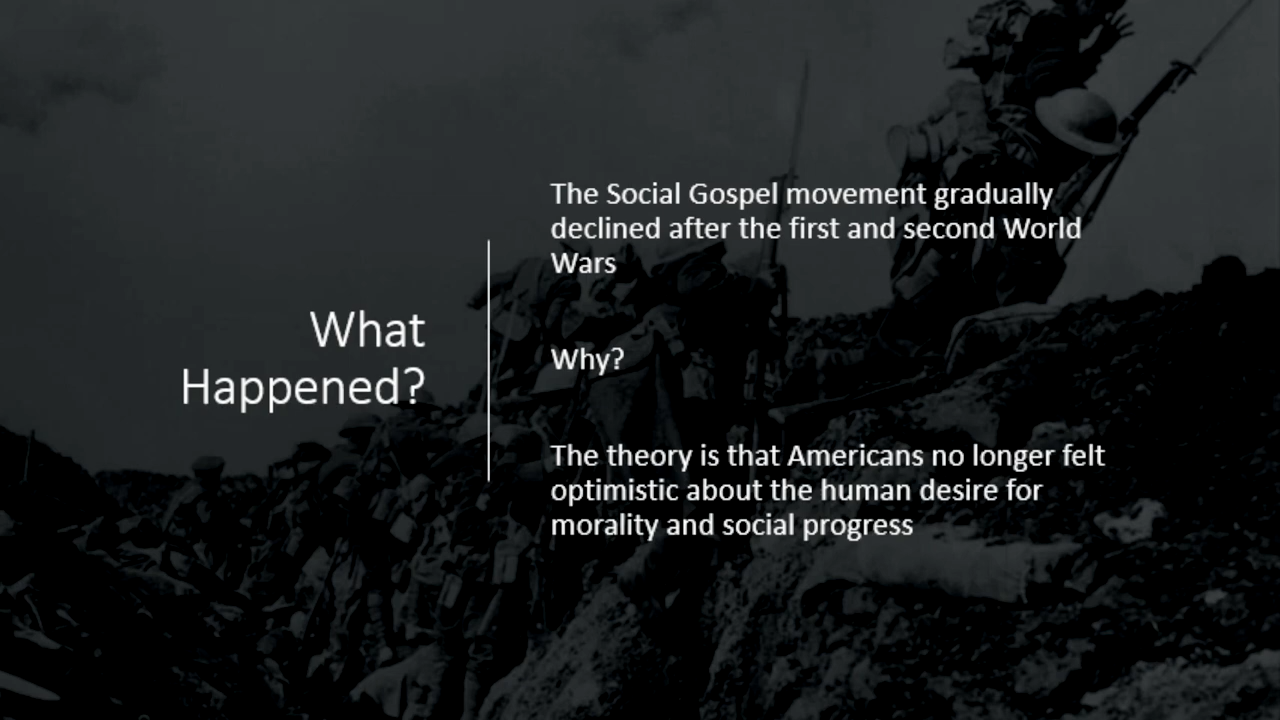 What
Happened?
The Social Gospel movement gradually
declined after the first and second World
Wars
Why?
The theory is that Americans no longer felt
optimistic about the human desire for
morality and social progress